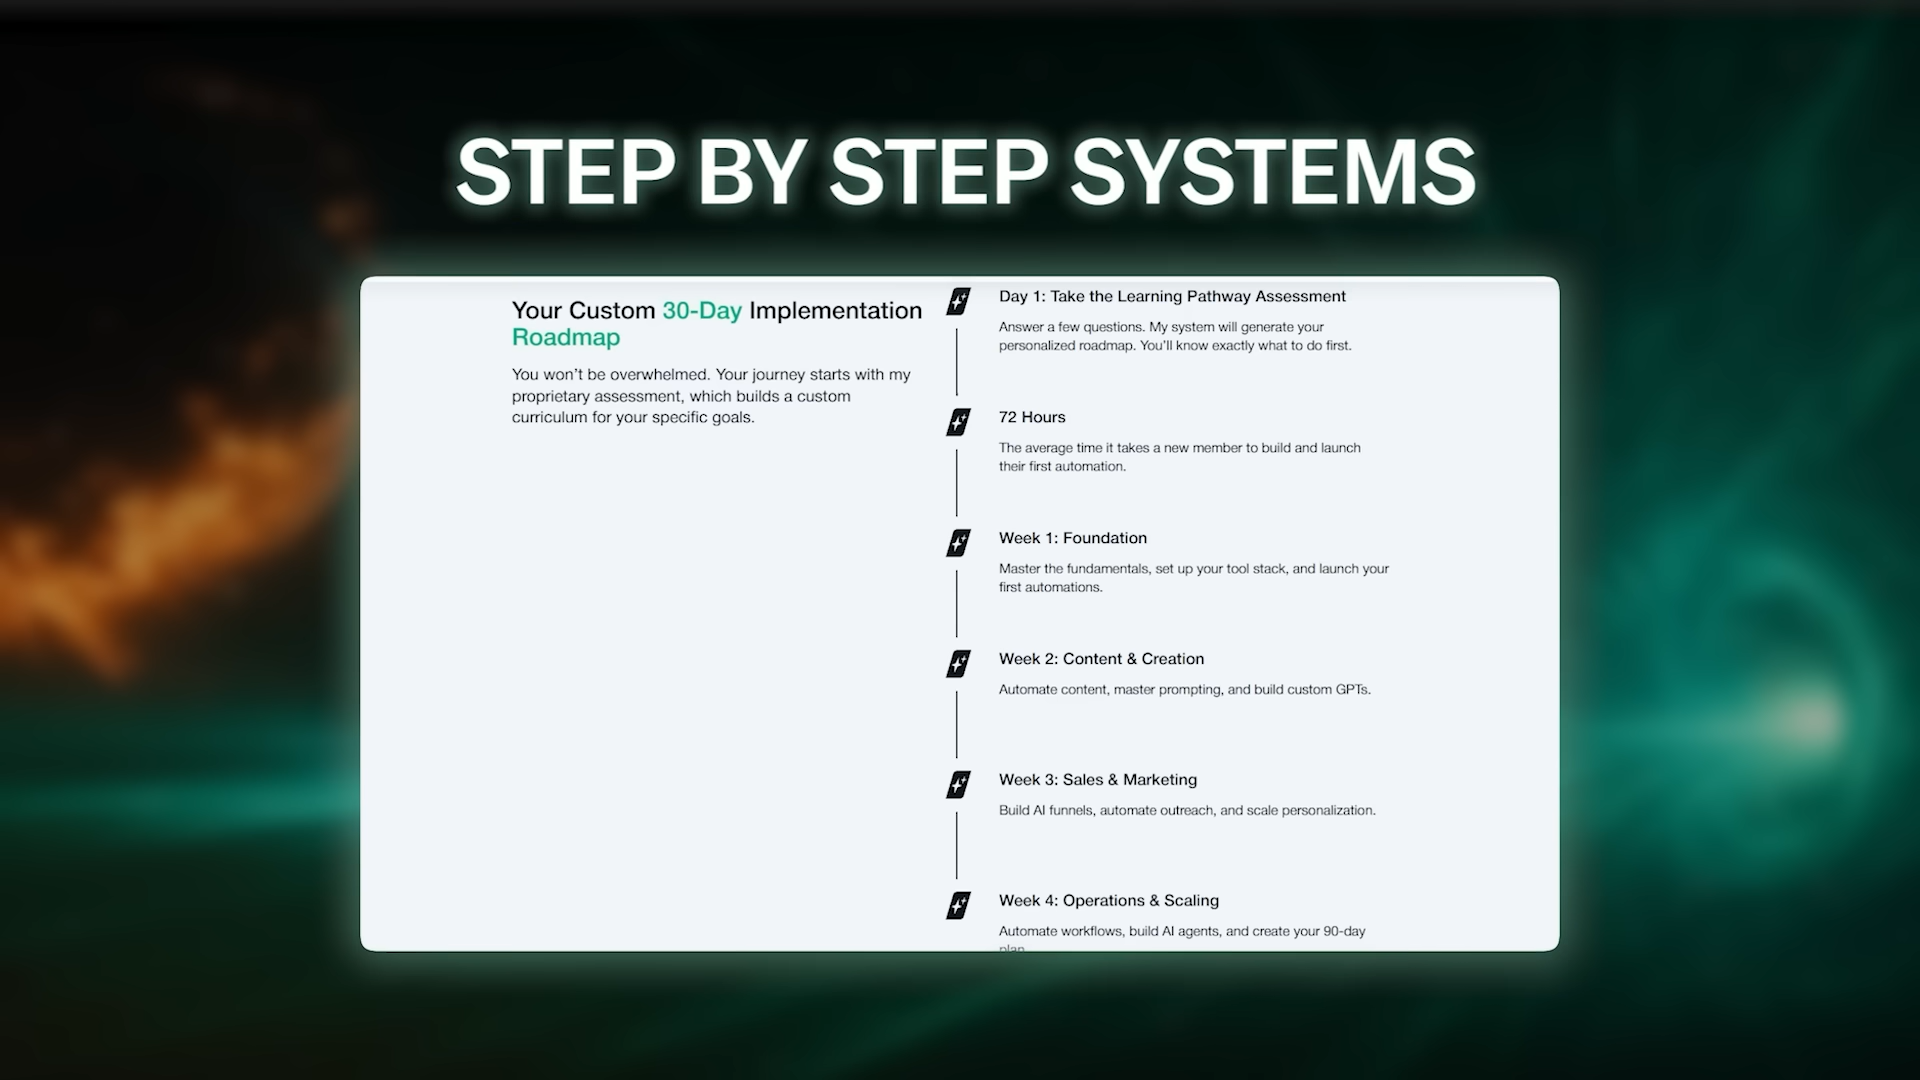 STEP BY STEP SYSTEMS
Your Custom 30-Day Implementation
Roadmap
You won’t be overwhelmed. Your journey starts with my
proprietary assessment, which builds a custom
curriculum for your specific goals.
Day 1: Take the Learning Pathway Assessment
Answer a few questions. My system will generate your
personalized roadmap. You’ll know exactly what to do first.
72 Hours
The average time it takes a new member to build and launch
their first automation.
Week 1: Foundation
Master the fundamentals, set up your tool stack, and launch your
first automations.
Week 2: Content & Creation
Automate content, master prompting, and build custom GPTs.
Week 3: Sales & Marketing
Build AI funnels, automate outreach, and scale personalization.
Week 4: Operations & Scaling
Automate workflows, build AI agents, and create your 90-day
plan